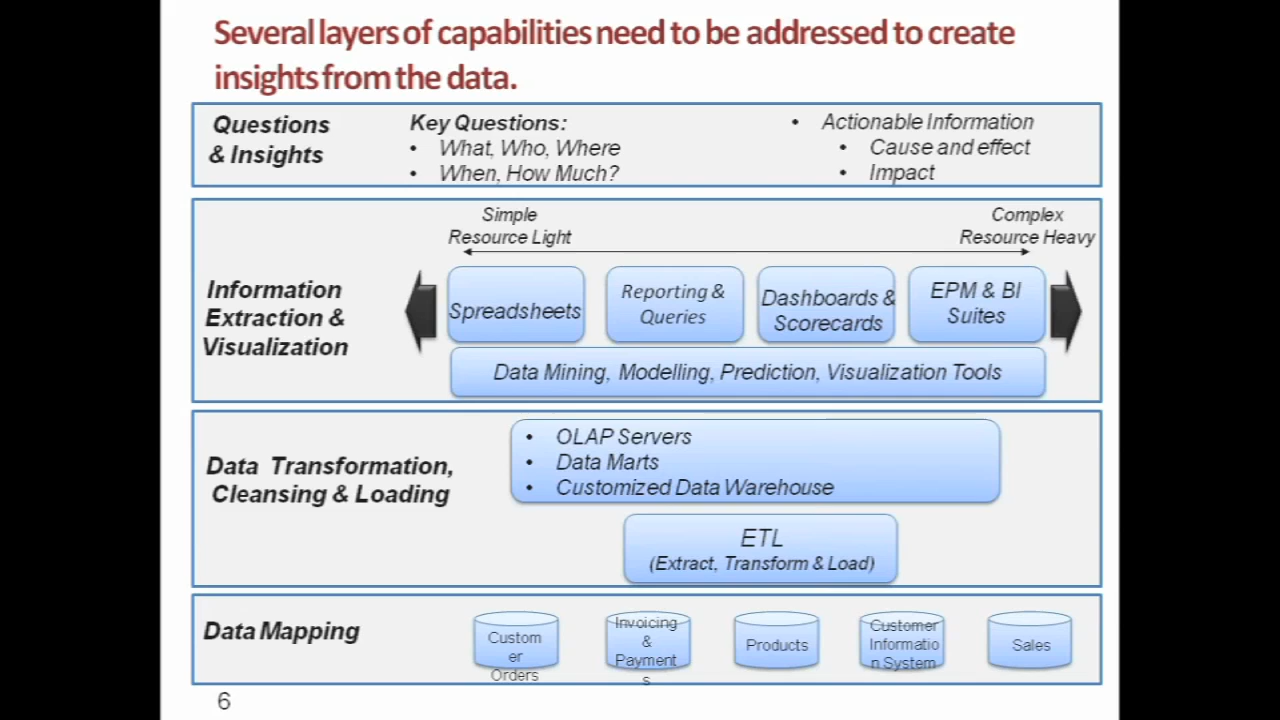 Several layers of capabilities need to be addressed to create
insights from the data.
Questions
& Insights
Key Questions:
• What, Who, Where
• When, How Much?
• Actionable Information
• Cause and effect
• Impact
Simple
Resource Light
Complex
Resource Heavy
Information
Extraction &
Visualization
Spreadsheets
Reporting &
Queries
Dashboards &
Scorecards
EPM & BI
Suites
Data Mining, Modelling, Prediction, Visualization Tools
Data Transformation,
Cleansing & Loading
• OLAP Servers
• Data Marts
• Customized Data Warehouse
ETL
(Extract, Transform & Load)
Data Mapping
Custom
er
Orders
Invoicing
&
Payment
s
Products
Customer
Informatio
n System
Sales
6